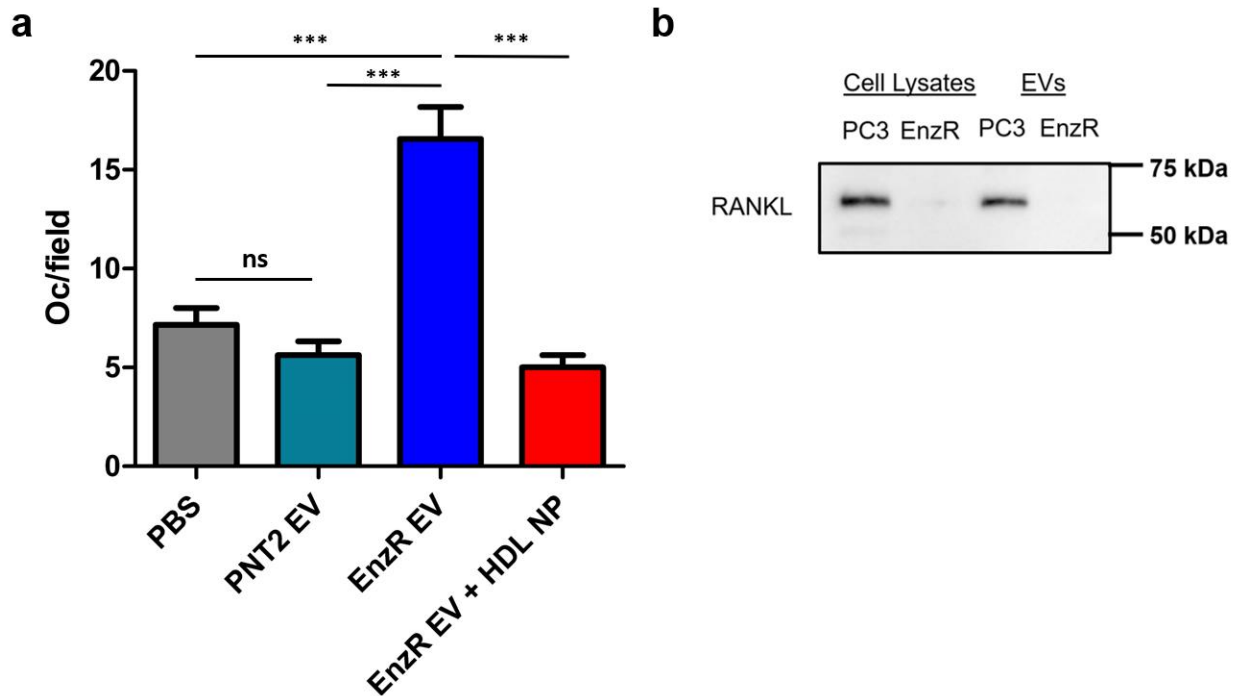 a
***
***
***
20
15
10
5
0
Oc/field
ns
PBS
PNT2 EV
EnzR EV
EnzR EV + HDL NP
b
Cell Lysates EVs
PC3 EnzR PC3 EnzR
RANKL
75 kDa
50 kDa